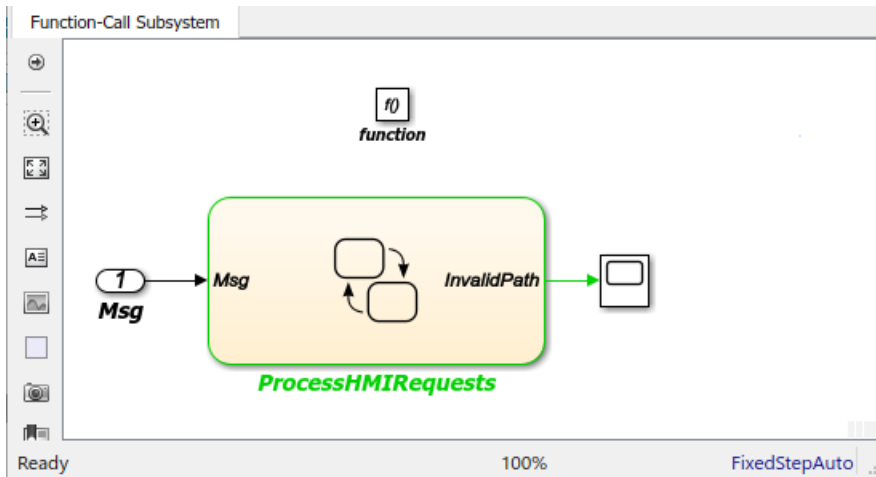 Function-Call Subsystem
f()
function
1
Msg
Msg
InvalidPath
ProcessHMIRequests
A
Ready
100%
FixedStepAuto